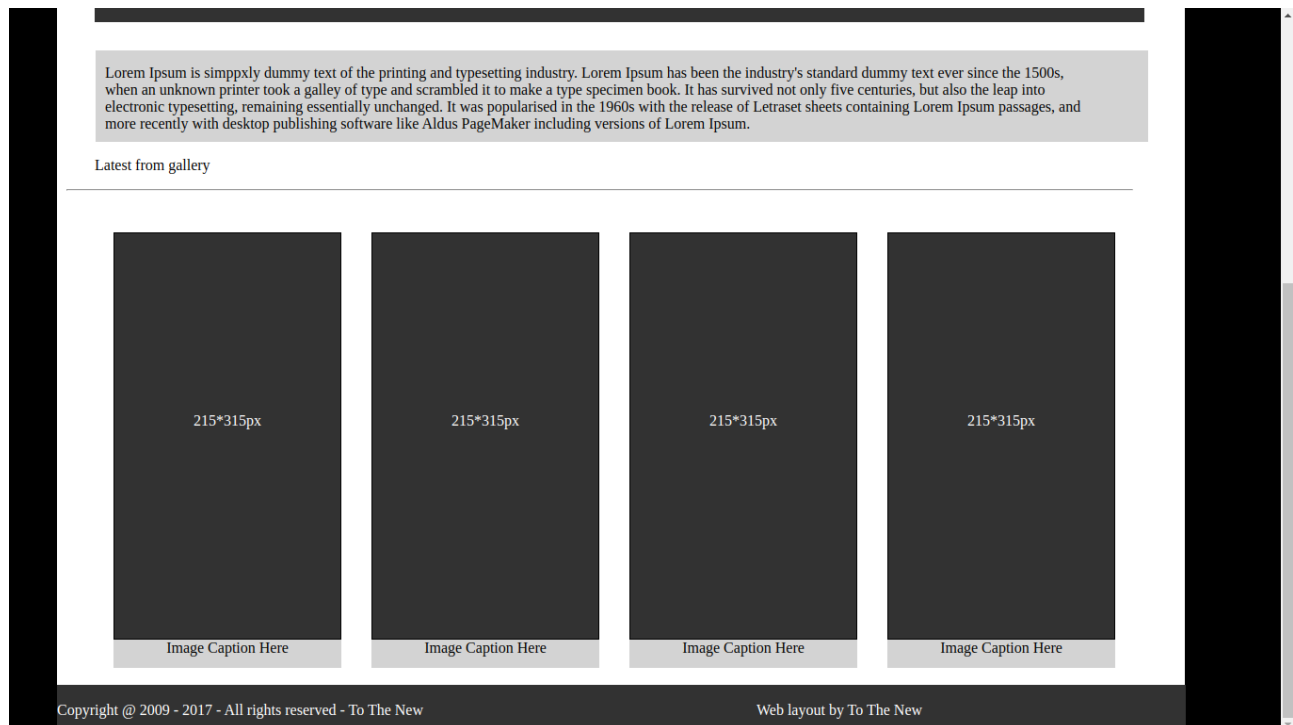 Lorem Ipsum is simppxly dummy text of the printing and typesetting industry. Lorem Ipsum has been the industry's standard dummy text ever since the 1500s,
when an unknown printer took a galley of type and scrambled it to make a type specimen book. It has survived not only five centuries, but also the leap into
electronic typesetting, remaining essentially unchanged. It was popularised in the 1960s with the release of Letraset sheets containing Lorem Ipsum passages, and
more recently with desktop publishing software like Aldus PageMaker including versions of Lorem Ipsum.
Latest from gallery
215*315px
215*315px
215*315px
215*315px
Image Caption Here
Image Caption Here
Image Caption Here
Image Caption Here
Copyright @ 2009 - 2017 - All rights reserved - To The New
Web layout by To The New